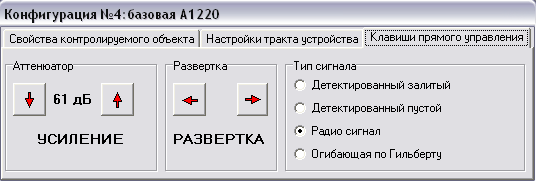 Конфигурация №4: базовая А1220
Свойства контролируемого объекта
Настройки тракта устройства
Клавиши прямого управления
Аттенюатор
61 дБ
УСИЛЕНИЕ
Развертка
РАЗВЕРТКА
Тип сигнала
Детектированный залитый
Детектированный пустой
Радио сигнал
Огибающая по Гильберту